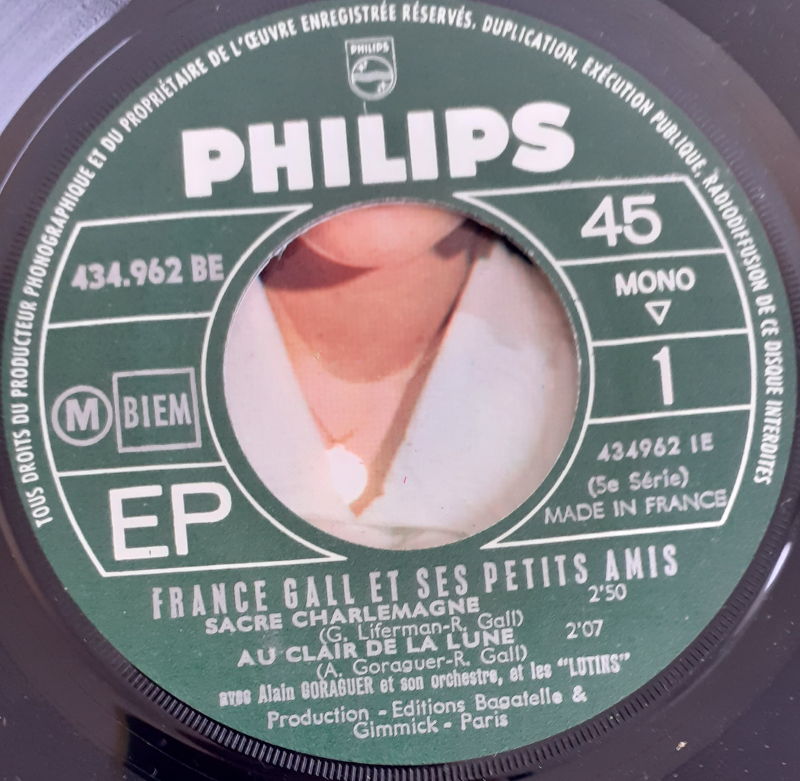 TOUS DROITS DU PRODUCTEUR PHONOGRAPHIQUE ET DU PROPRIÉTAIRE DE L'ŒUVRE ENREGISTRÉE RÉSERVÉS. DUPLICATION, EXÉCUTION PUBLIQUE, RADIODIFFUSION DE CE DISQUE INTERDITES
PHILIPS
PHILIPS
434.962 BE
M BIEM
EP
45
MONO
1
434962 1E
(5e Série)
MADE IN FRANCE
FRANCE GALL ET SES PETITS AMIS
SACRE CHARLEMAGNE 2'50
(G. Liferman-R. Gall)
AU CLAIR DE LA LUNE 2'07
(A. Goraguer-R. Gall)
avec Alain GORAGUER et son orchestre, et les "LUTINS"
Production - Editions Bagatelle &
Gimmick - Paris